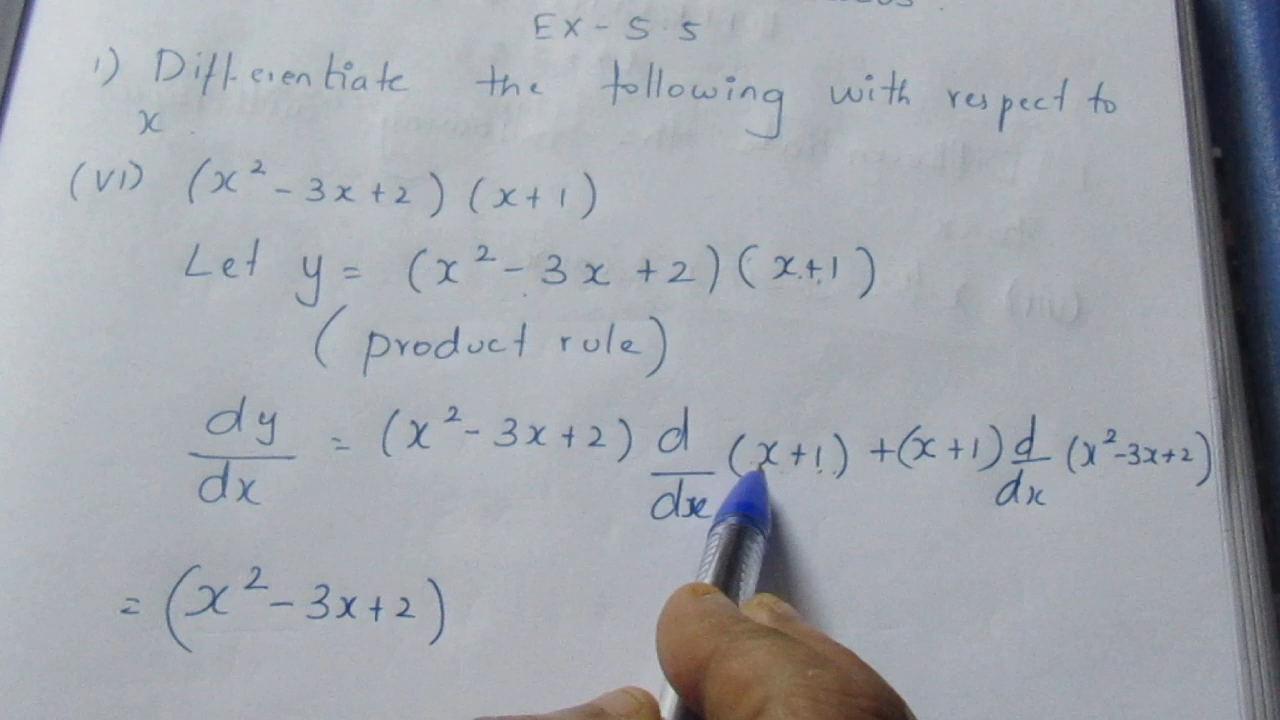 EX - 5.5
1) Differentiate the following with respect to
x.
(VI) (x² - 3x + 2) (x + 1)
Let y = (x² - 3x + 2) (x + 1)
(product rule)
dy/dx = (x² - 3x + 2) d/dx (x + 1) + (x + 1) d/dx (x² - 3x + 2)
= (x² - 3x + 2)